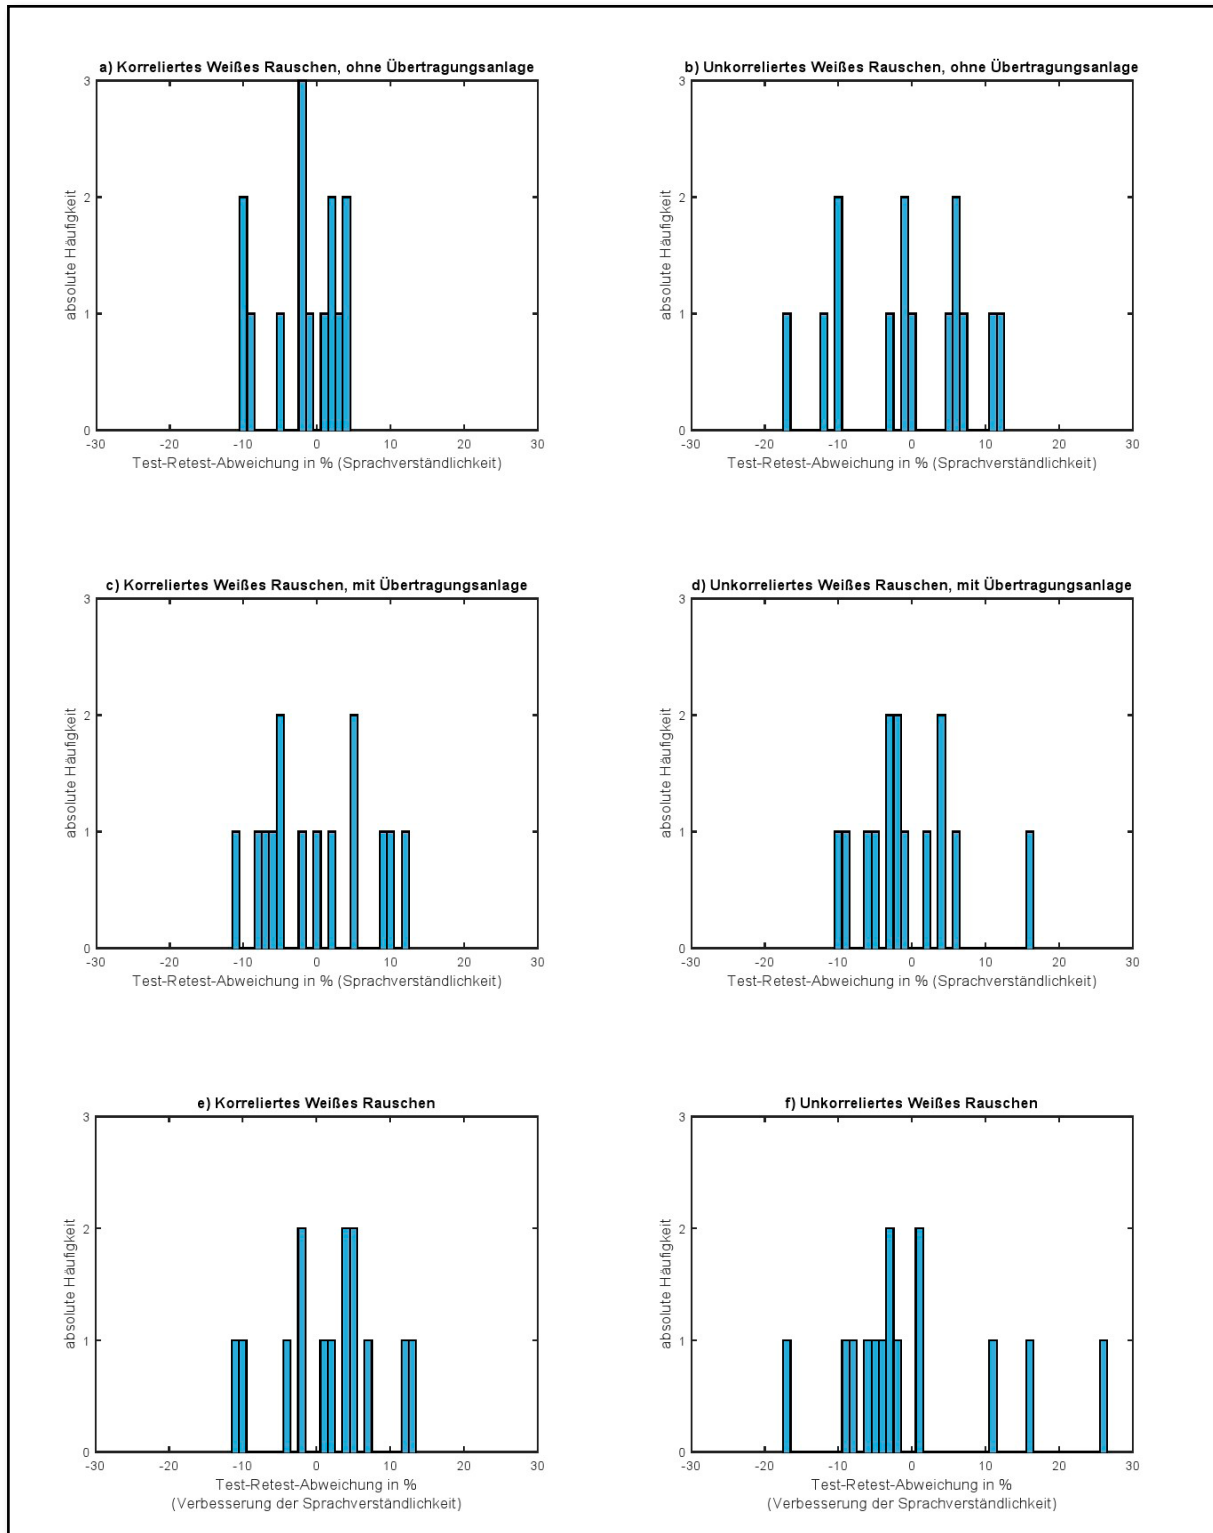 a) Korreliertes Weißes Rauschen, ohne Übertragungsanlage
3
2
1
0
absolute Häufigkeit
-30 -20 -10 0 10 20 30
Test-Retest-Abweichung in % (Sprachverständlichkeit)
b) Unkorreliertes Weißes Rauschen, ohne Übertragungsanlage
3
2
1
0
absolute Häufigkeit
-30 -20 -10 0 10 20 30
Test-Retest-Abweichung in % (Sprachverständlichkeit)
c) Korreliertes Weißes Rauschen, mit Übertragungsanlage
3
2
1
0
absolute Häufigkeit
-30 -20 -10 0 10 20 30
Test-Retest-Abweichung in % (Sprachverständlichkeit)
d) Unkorreliertes Weißes Rauschen, mit Übertragungsanlage
3
2
1
0
absolute Häufigkeit
-30 -20 -10 0 10 20 30
Test-Retest-Abweichung in % (Sprachverständlichkeit)
e) Korreliertes Weißes Rauschen
3
2
1
0
absolute Häufigkeit
-30 -20 -10 0 10 20 30
Test-Retest-Abweichung in %
(Verbesserung der Sprachverständlichkeit)
f) Unkorreliertes Weißes Rauschen
3
2
1
0
absolute Häufigkeit
-30 -20 -10 0 10 20 30
Test-Retest-Abweichung in %
(Verbesserung der Sprachverständlichkeit)